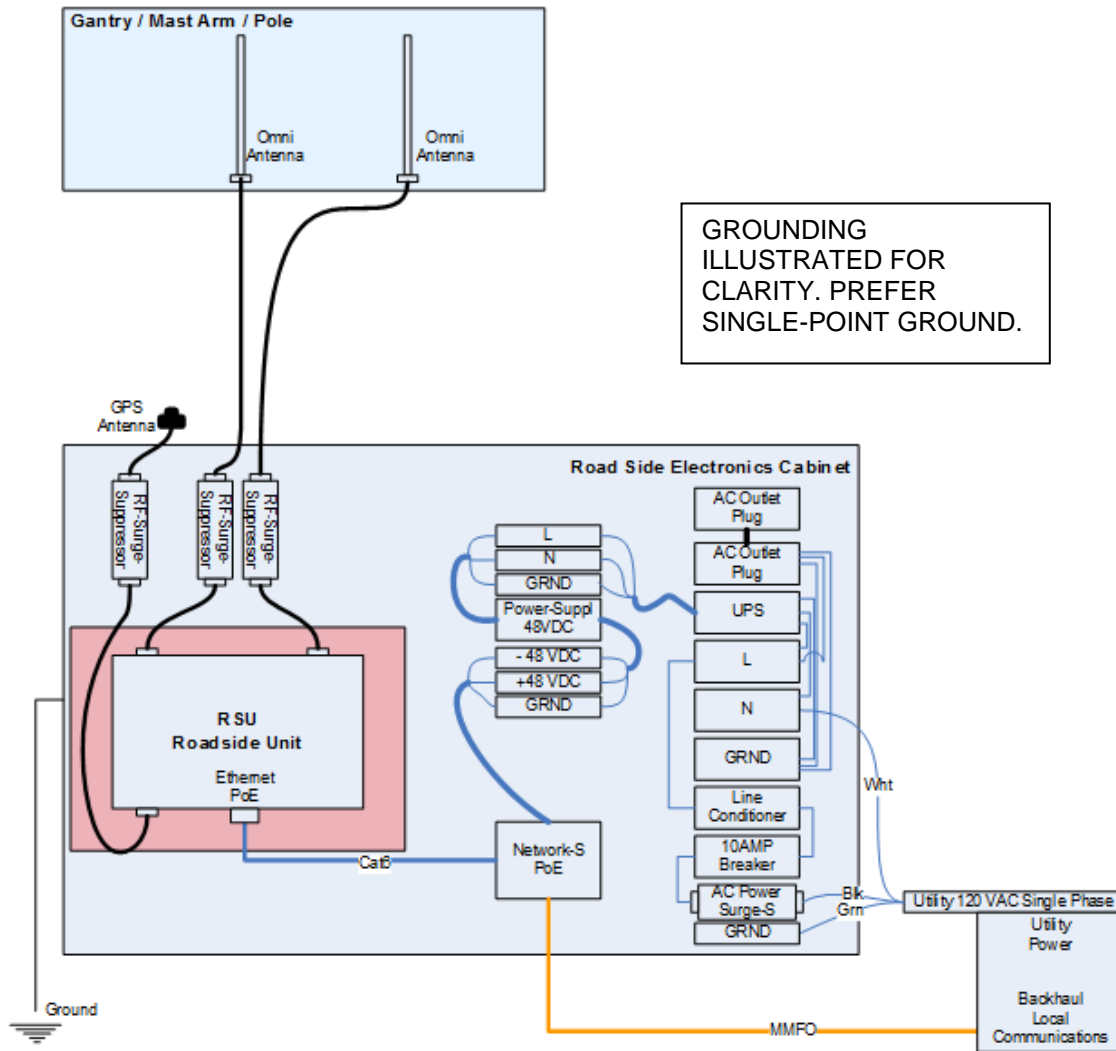 Gantry / Mast Arm / Pole
Omni
Antenna
Omni
Antenna
GROUNDING
ILLUSTRATED FOR
CLARITY. PREFER
SINGLE-POINT GROUND.
GPS
Antenna
Road Side Electronics Cabinet
RF-Surge-
Suppressor
RF-Surge-
Suppressor
RF-Surge-
Suppressor
L
N
GRND
Power-Suppl
48VDC
- 48 VDC
+48 VDC
GRND
AC Outlet
Plug
AC Outlet
Plug
UPS
L
N
GRND
Line
Conditioner
10AMP
Breaker
AC Power
Surge-S
GRND
RSU
Roadside Unit
Ethernet
PoE
Cat6
Network-S
PoE
Wht
Blk
Grn
Utility 120 VAC Single Phase
Utility
Power
Backhaul
Local
Communications
MMFO
Ground